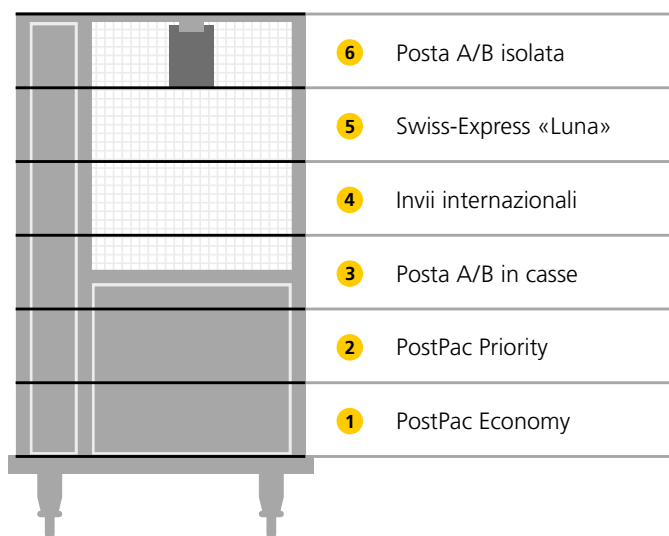 6 Posta A/B isolata
5 Swiss-Express «Luna»
4 Invii internazionali
3 Posta A/B in casse
2 PostPac Priority
1 PostPac Economy